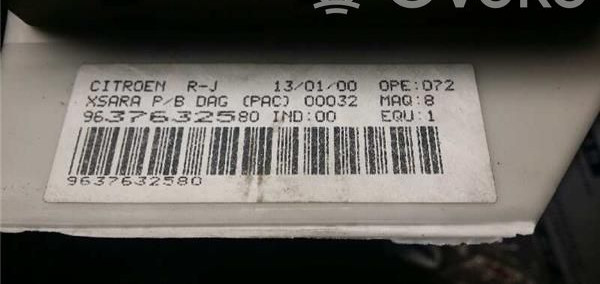 CITROEN R-J 13/01/00 OPE:072
XSARA P/B DAG (PAC) 00032 MAQ:8
9637632580 IND:00 EQU:1
9637632580